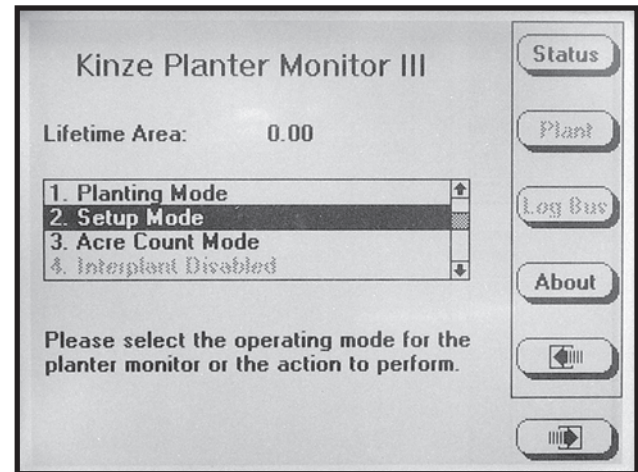 Kinze Planter Monitor III
Lifetime Area: 0.00
1. Planting Mode
2. Setup Mode
3. Acre Count Mode
4. Interplant Disabled
Please select the operating mode for the
planter monitor or the action to perform.
Status
Plant
Log Bus
About